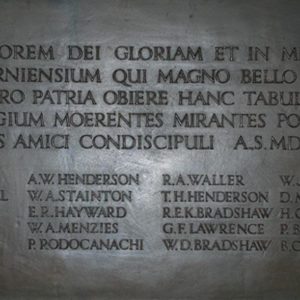 OREM DEI GLORIAM ET IN M
RNIENSIUM QUI MAGNO BELLO
RO PATRIA OBIERE HANC TABUL
GIUM MOERENTES MIRANTES PO
S AMICI CONDISCIPULI A.S.MD
A.W. HENDERSON R.A. WALLER W.
L W.A. STAINTON T.H. HENDERSON D.
E.R. HAYWARD R.E.K. BRADSHAW H.
W.A. MENZIES G.F. LAWRENCE P.
P. RODOCANACHI W.D. BRADSHAW